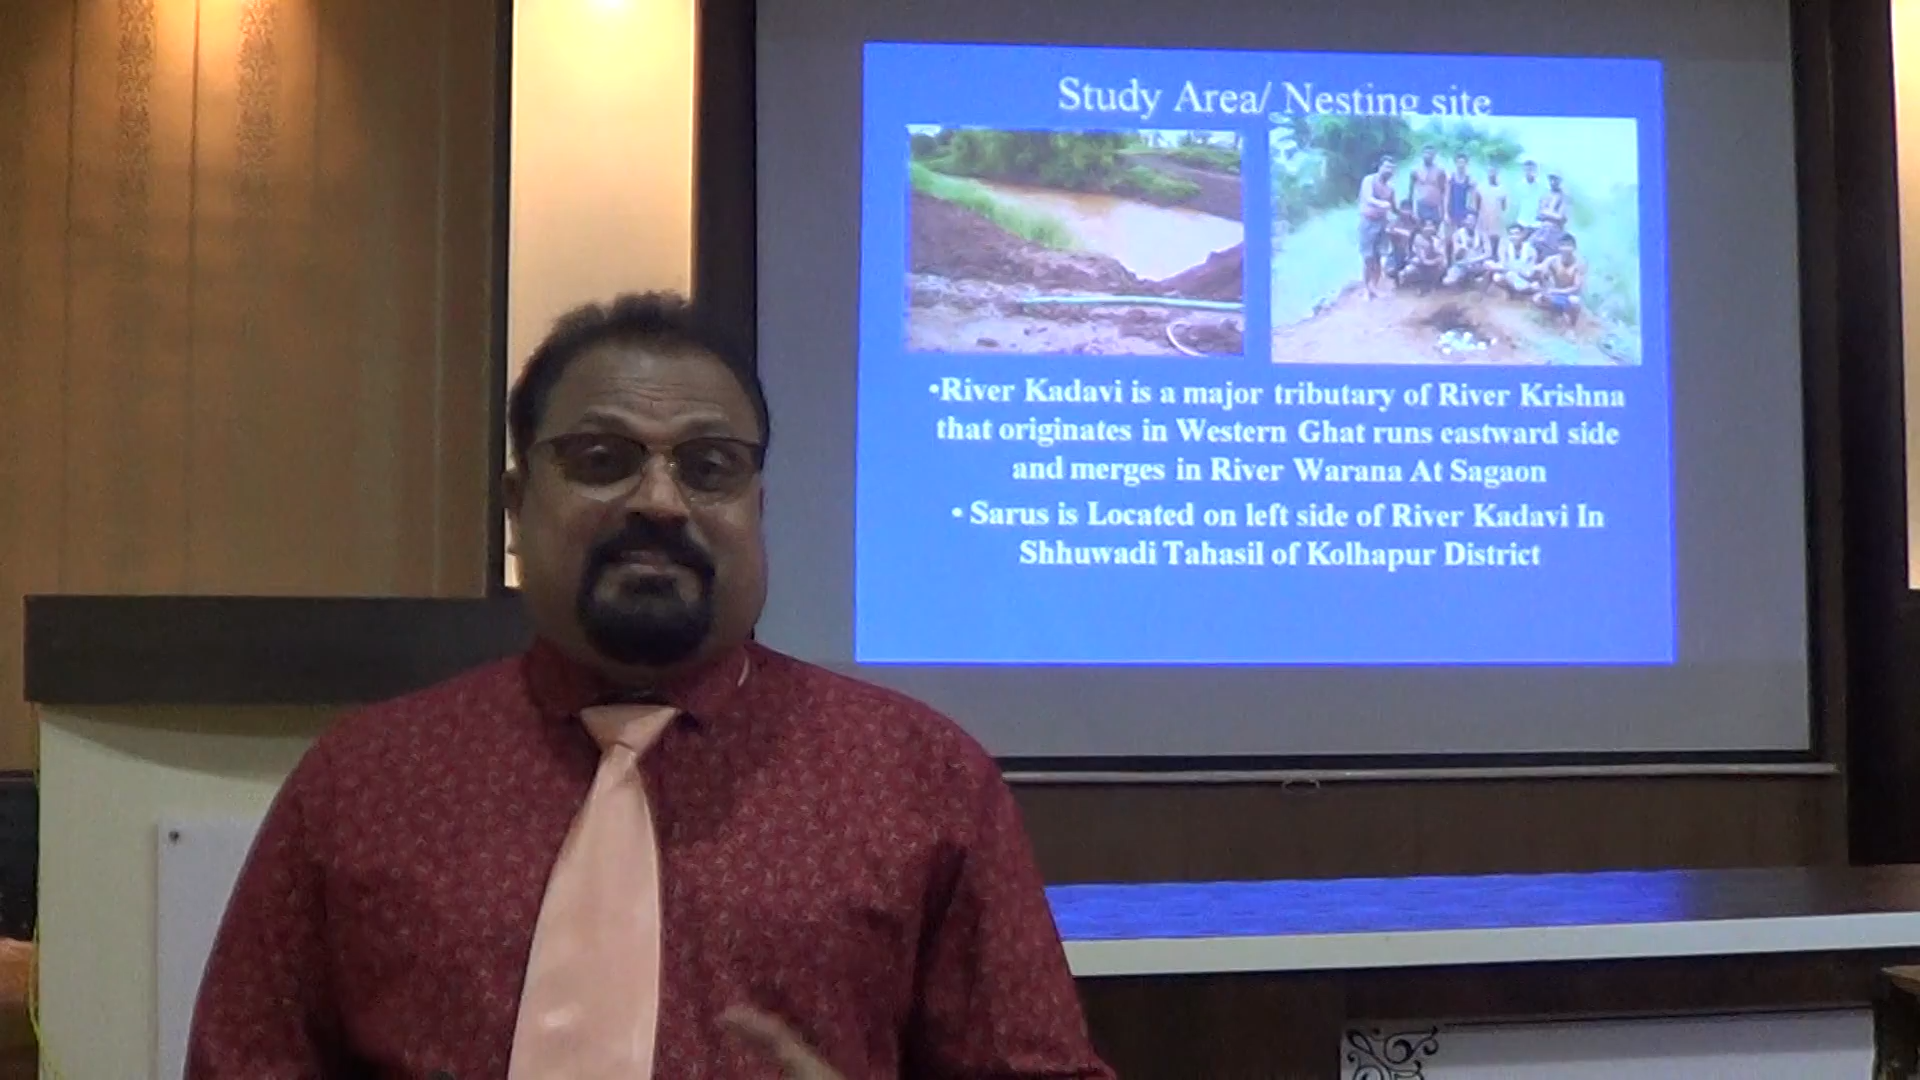 Study Area/ Nesting site
•River Kadavi is a major tributary of River Krishna
that originates in Western Ghat runs eastward side
and merges in River Warana At Sagaon
• Sarus is Located on left side of River Kadavi In
Shhuwadi Tahasil of Kolhapur District